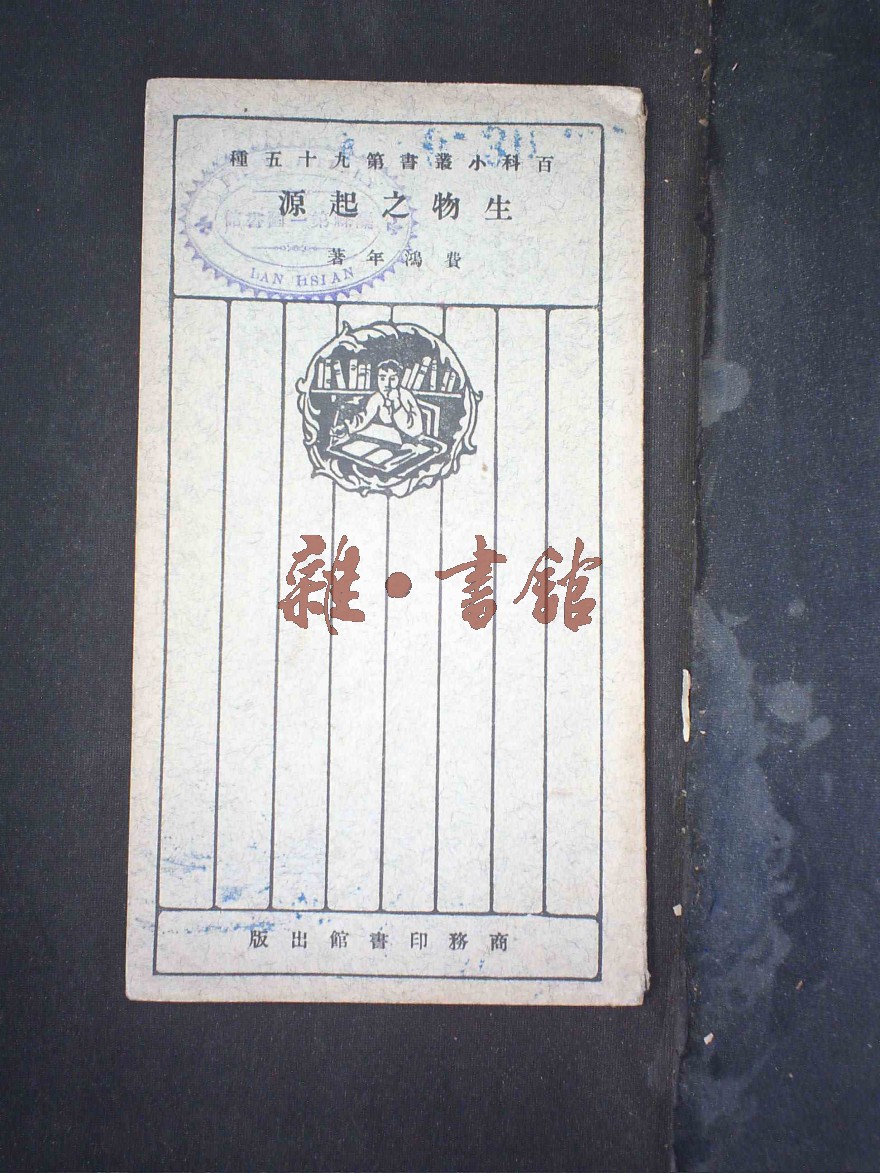 百科小叢書第九十五種
生物之起源
費鴻年著
LAN HSIAN
雜·書館
商務印書館出版